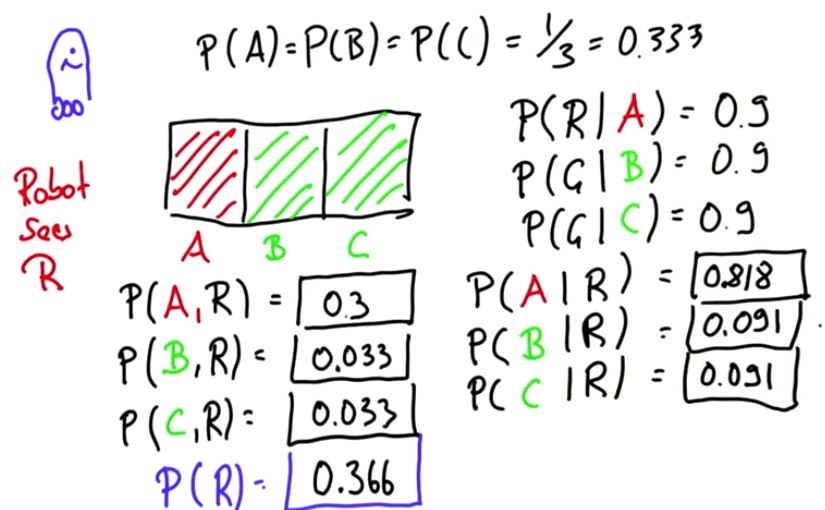 P(A)=P(B)=P(C) = 1/3 = 0.333
P(R|A) = 0.9
P(G|B) = 0.9
P(G|C) = 0.9
Robot
Sees
R
A B C
P(A,R) = 0.3
P(B,R) = 0.033
P(C,R) = 0.033
P(R) = 0.366
P(A|R) = 0.818
P(B|R) = 0.091
P(C|R) = 0.091